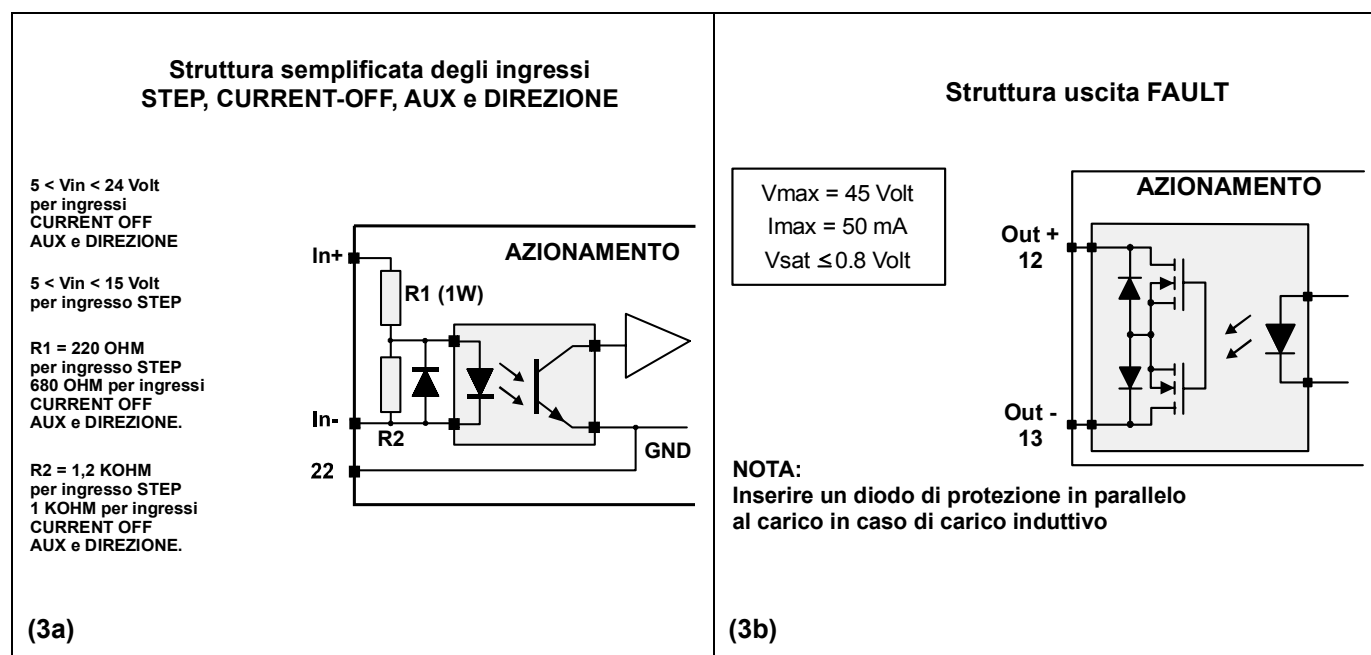 Struttura semplificata degli ingressi
STEP, CURRENT-OFF, AUX e DIREZIONE
5 < Vin < 24 Volt
per ingressi
CURRENT OFF
AUX e DIREZIONE
5 < Vin < 15 Volt
per ingresso STEP
R1 = 220 OHM
per ingresso STEP
680 OHM per ingressi
CURRENT OFF
AUX e DIREZIONE.
R2 = 1,2 KOHM
per ingresso STEP
1 KOHM per ingressi
CURRENT OFF
AUX e DIREZIONE.
In+
AZIONAMENTO
R1 (1W)
In-
R2
GND
22
(3a)
Struttura uscita FAULT
Vmax = 45 Volt
Imax = 50 mA
Vsat ≤ 0.8 Volt
AZIONAMENTO
Out +
12
Out -
13
NOTA:
Inserire un diodo di protezione in parallelo
al carico in caso di carico induttivo
(3b)